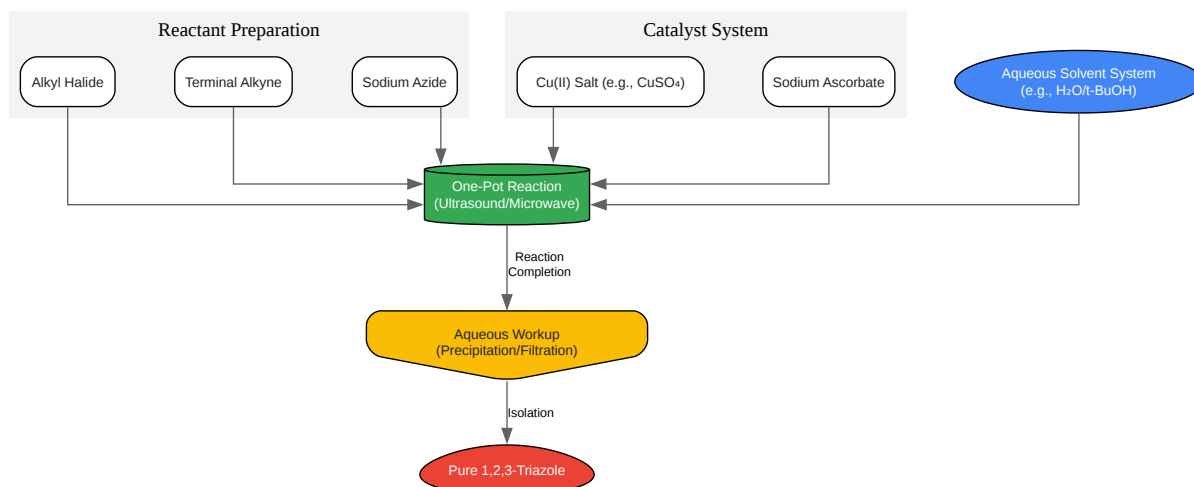 Reactant Preparation
Catalyst System
Alkyl Halide
Terminal Alkyne
Sodium Azide
Cu(II) Salt (e.g., CuSO₄)
Sodium Ascorbate
Aqueous Solvent System
(e.g., H₂O/t-BuOH)
One-Pot Reaction
(Ultrasound/Microwave)
Reaction
Completion
Aqueous Workup
(Precipitation/Filtration)
Isolation
Pure 1,2,3-Triazole